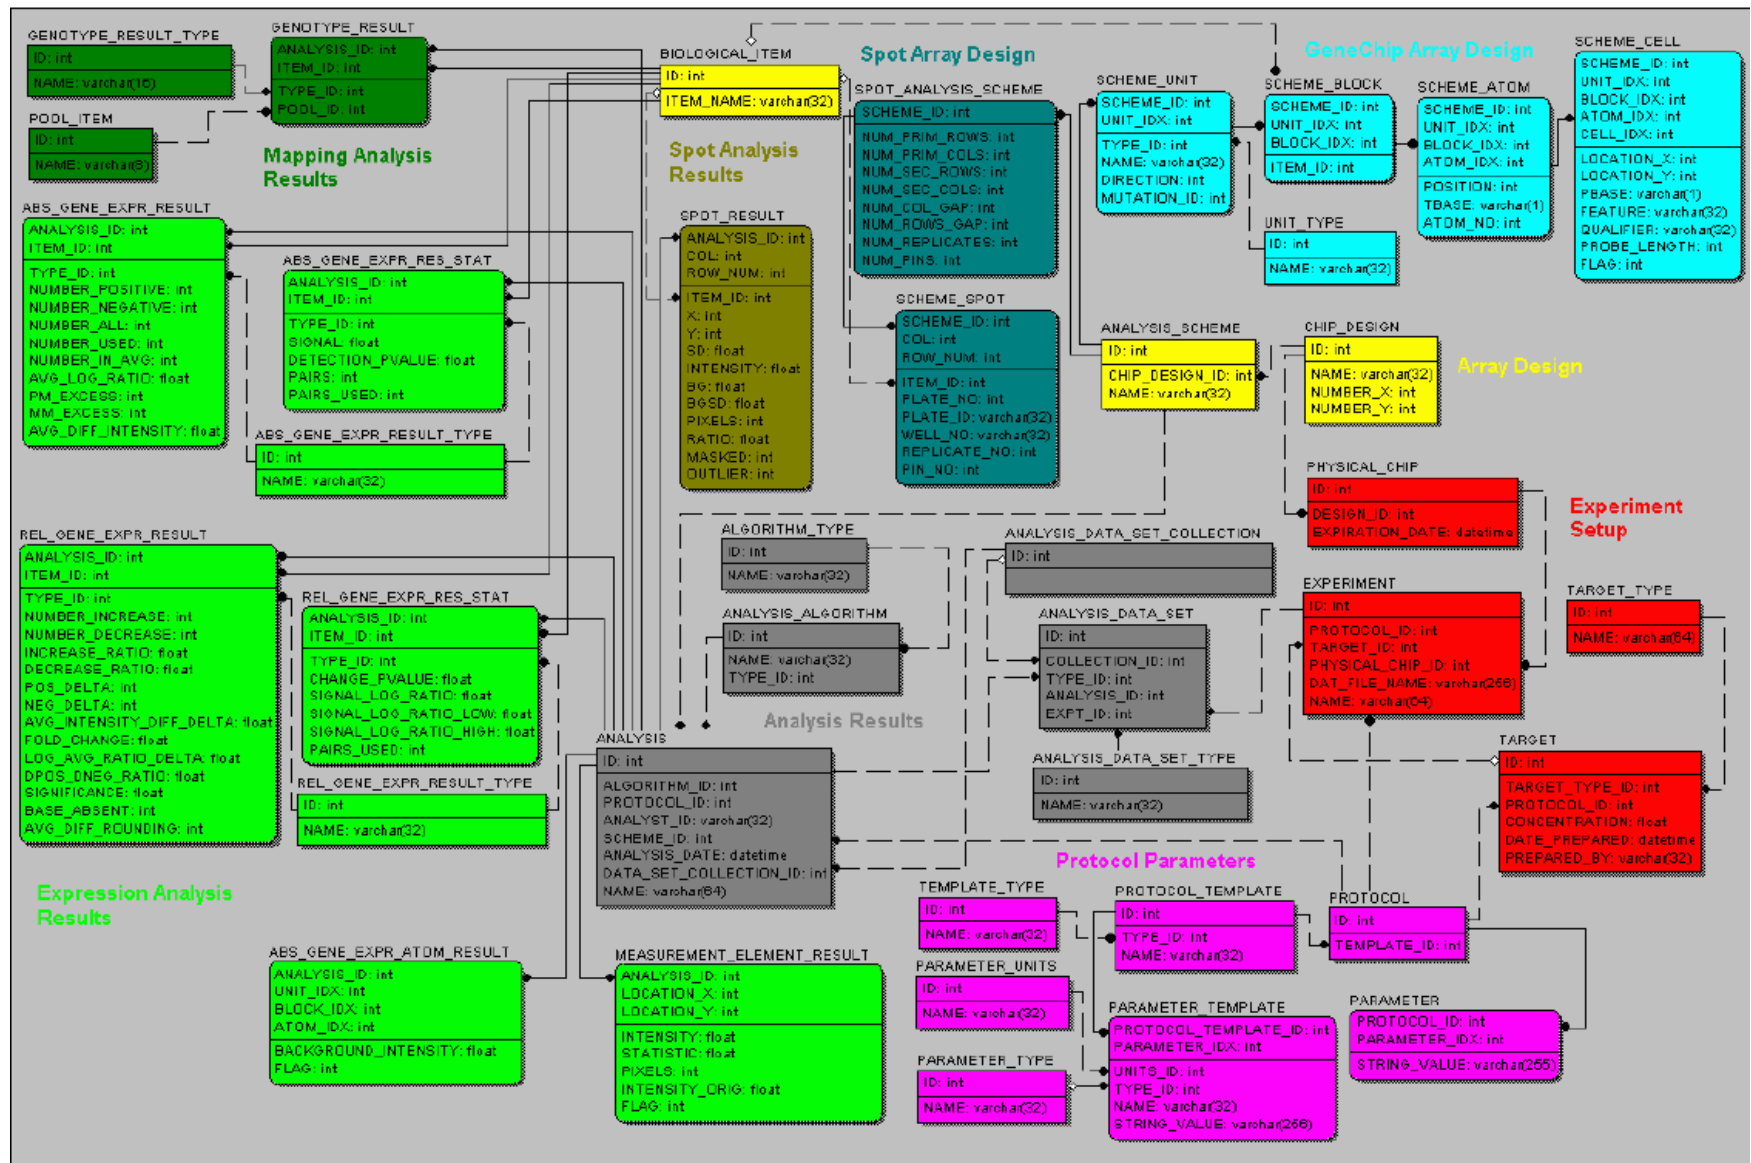 GENOTYPE_RESULT_TYPE
ID: int
NAME: varchar(16)
POOL_ITEM
ID: int
NAME: varchar(8)
GENOTYPE_RESULT
ANALYSIS_ID: int
ITEM_ID: int
TYPE_ID: int
POOL_ID: int
Mapping Analysis
Results
BIOLOGICAL_ITEM
ID: int
ITEM_NAME: varchar(32)
Spot Analysis
Results
Spot Array Design
SPOT_ANALYSIS_SCHEME
SCHEME_ID: int
NUM_PRIM_ROWS: int
NUM_PRIM_COLS: int
NUM_SEC_ROWS: int
NUM_SEC_COLS: int
NUM_COL_GAP: int
NUM_ROWS_GAP: int
NUM_REPLICATES: int
NUM_PINS: int
GeneChip Array Design
SCHEME_UNIT
SCHEME_ID: int
UNIT_IDX: int
TYPE_ID: int
NAME: varchar(32)
DIRECTION: int
MUTATION_ID: int
SCHEME_BLOCK
SCHEME_ID: int
UNIT_IDX: int
BLOCK_IDX: int
ITEM_ID: int
SCHEME_ATOM
SCHEME_ID: int
UNIT_IDX: int
BLOCK_IDX: int
ATOM_IDX: int
POSITION: int
TBASE: varchar(1)
ATOM_NO: int
SCHEME_CELL
SCHEME_ID: int
UNIT_IDX: int
BLOCK_IDX: int
ATOM_IDX: int
CELL_IDX: int
LOCATION_X: int
LOCATION_Y: int
PBASE: varchar(1)
FEATURE: varchar(32)
QUALIFIER: varchar(32)
PROBE_LENGTH: int
FLAG: int
UNIT_TYPE
ID: int
NAME: varchar(32)
ABS_GENE_EXPR_RESULT
ANALYSIS_ID: int
ITEM_ID: int
TYPE_ID: int
NUMBER_POSITIVE: int
NUMBER_NEGATIVE: int
NUMBER_ALL: int
NUMBER_USED: int
NUMBER_IN_AVG: int
AVG_LOG_RATIO: float
PM_EXCESS: int
MM_EXCESS: int
AVG_DIFF_INTENSITY: float
ABS_GENE_EXPR_RES_STAT
ANALYSIS_ID: int
ITEM_ID: int
TYPE_ID: int
SIGNAL: float
DETECTION_PVALUE: float
PAIRS: int
PAIRS_USED: int
ABS_GENE_EXPR_RESULT_TYPE
ID: int
NAME: varchar(32)
SPOT_RESULT
ANALYSIS_ID: int
COL: int
ROW_NUM: int
ITEM_ID: int
X: int
Y: int
SD: float
INTENSITY: float
BG: float
BGSD: float
PIXELS: int
RATIO: float
MASKED: int
OUTLIER: int
SCHEME_SPOT
SCHEME_ID: int
COL: int
ROW_NUM: int
ITEM_ID: int
PLATE_NO: int
PLATE_ID: varchar(32)
WELL_NO: varchar(32)
REPLICATE_NO: int
PIN_NO: int
ANALYSIS_SCHEME
ID: int
CHIP_DESIGN_ID: int
NAME: varchar(32)
CHIP_DESIGN
ID: int
NAME: varchar(32)
NUMBER_X: int
NUMBER_Y: int
Array Design
PHYSICAL_CHIP
ID: int
DESIGN_ID: int
EXPIRATION_DATE: datetime
Experiment
Setup
REL_GENE_EXPR_RESULT
ANALYSIS_ID: int
ITEM_ID: int
TYPE_ID: int
NUMBER_INCREASE: int
NUMBER_DECREASE: int
INCREASE_RATIO: float
DECREASE_RATIO: float
POS_DELTA: int
NEG_DELTA: int
AVG_INTENSITY_DIFF_DELTA: float
FOLD_CHANGE: float
LOG_AVG_RATIO_DELTA: float
DPOS_DNEG_RATIO: float
SIGNIFICANCE: float
BASE_ABSENT: int
AVG_DIFF_ROUNDING: int
REL_GENE_EXPR_RES_STAT
ANALYSIS_ID: int
ITEM_ID: int
TYPE_ID: int
CHANGE_PVALUE: float
SIGNAL_LOG_RATIO: float
SIGNAL_LOG_RATIO_LOW: float
SIGNAL_LOG_RATIO_HIGH: float
PAIRS_USED: int
REL_GENE_EXPR_RESULT_TYPE
ID: int
NAME: varchar(32)
ALGORITHM_TYPE
ID: int
NAME: varchar(32)
ANALYSIS_ALGORITHM
ID: int
NAME: varchar(32)
TYPE_ID: int
Analysis Results
ANALYSIS_DATA_SET_COLLECTION
ID: int
ANALYSIS_DATA_SET
ID: int
COLLECTION_ID: int
TYPE_ID: int
ANALYSIS_ID: int
EXPT_ID: int
ANALYSIS_DATA_SET_TYPE
ID: int
NAME: varchar(32)
EXPERIMENT
ID: int
PROTOCOL_ID: int
TARGET_ID: int
PHYSICAL_CHIP_ID: int
DAT_FILE_NAME: varchar(256)
NAME: varchar(64)
TARGET_TYPE
ID: int
NAME: varchar(64)
TARGET
ID: int
TARGET_TYPE_ID: int
PROTOCOL_ID: int
CONCENTRATION: float
DATE_PREPARED: datetime
PREPARED_BY: varchar(32)
ANALYSIS
ID: int
ALGORITHM_ID: int
PROTOCOL_ID: int
ANALYST_ID: varchar(32)
SCHEME_ID: int
ANALYSIS_DATE: datetime
DATA_SET_COLLECTION_ID: int
NAME: varchar(64)
Expression Analysis
Results
ABS_GENE_EXPR_ATOM_RESULT
ANALYSIS_ID: int
UNIT_IDX: int
BLOCK_IDX: int
ATOM_IDX: int
BACKGROUND_INTENSITY: float
FLAG: int
MEASUREMENT_ELEMENT_RESULT
ANALYSIS_ID: int
LOCATION_X: int
LOCATION_Y: int
INTENSITY: float
STATISTIC: float
PIXELS: int
INTENSITY_ORIG: float
FLAG: int
Protocol Parameters
TEMPLATE_TYPE
ID: int
NAME: varchar(32)
PARAMETER_UNITS
ID: int
NAME: varchar(32)
PARAMETER_TYPE
ID: int
NAME: varchar(32)
PROTOCOL_TEMPLATE
ID: int
TYPE_ID: int
NAME: varchar(32)
PARAMETER_TEMPLATE
PROTOCOL_TEMPLATE_ID: int
PARAMETER_IDX: int
UNITS_ID: int
TYPE_ID: int
NAME: varchar(32)
STRING_VALUE: varchar(256)
PROTOCOL
ID: int
TEMPLATE_ID: int
PARAMETER
PROTOCOL_ID: int
PARAMETER_IDX: int
STRING_VALUE: varchar(255)